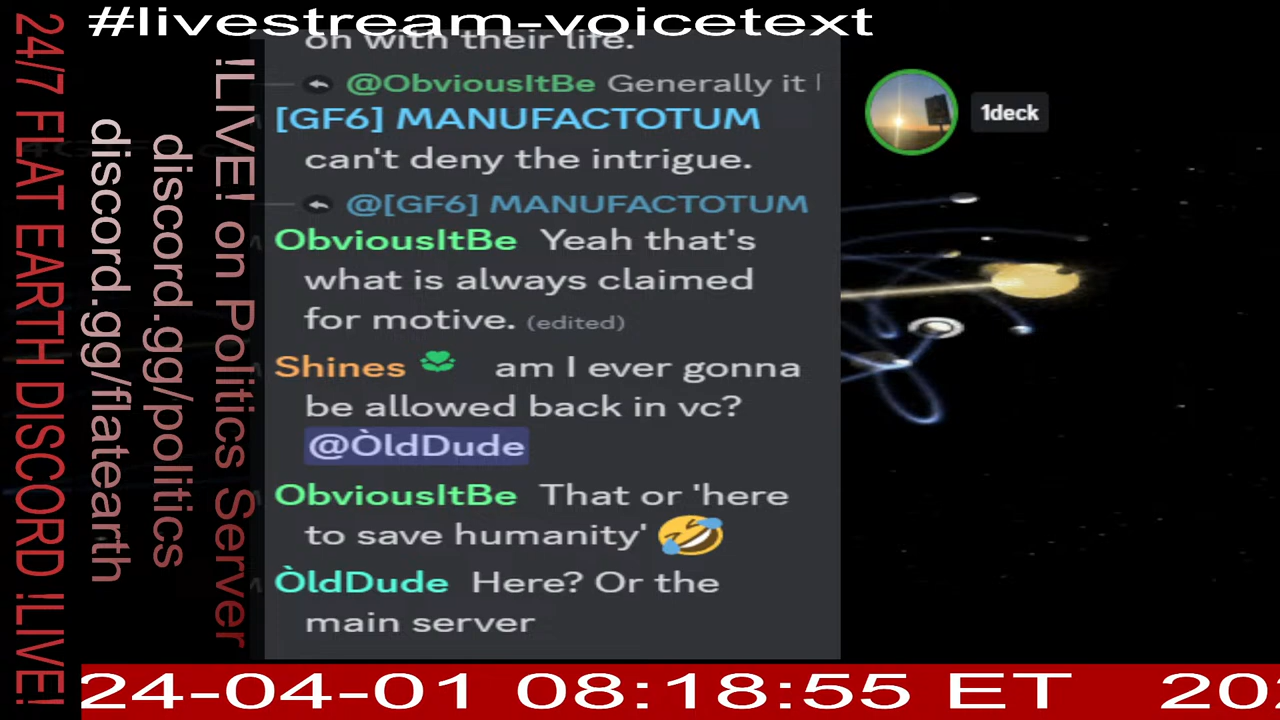 #livestream-voicetext
24/7 FLAT EARTH DISCORD !LIVE!
discord.gg/flatearth
discord.gg/politics
!LIVE! on Politics Server
on with their life.
@ObviousItBe Generally it
[GF6] MANUFACTOTUM
can't deny the intrigue.
@[GF6] MANUFACTOTUM
ObviousItBe Yeah that's
what is always claimed
for motive. (edited)
Shines am I ever gonna
be allowed back in vc?
@ÒldDude
ObviousItBe That or 'here
to save humanity' 🤣
ÒldDude Here? Or the
main server
1deck
24-04-01 08:18:55 ET 202